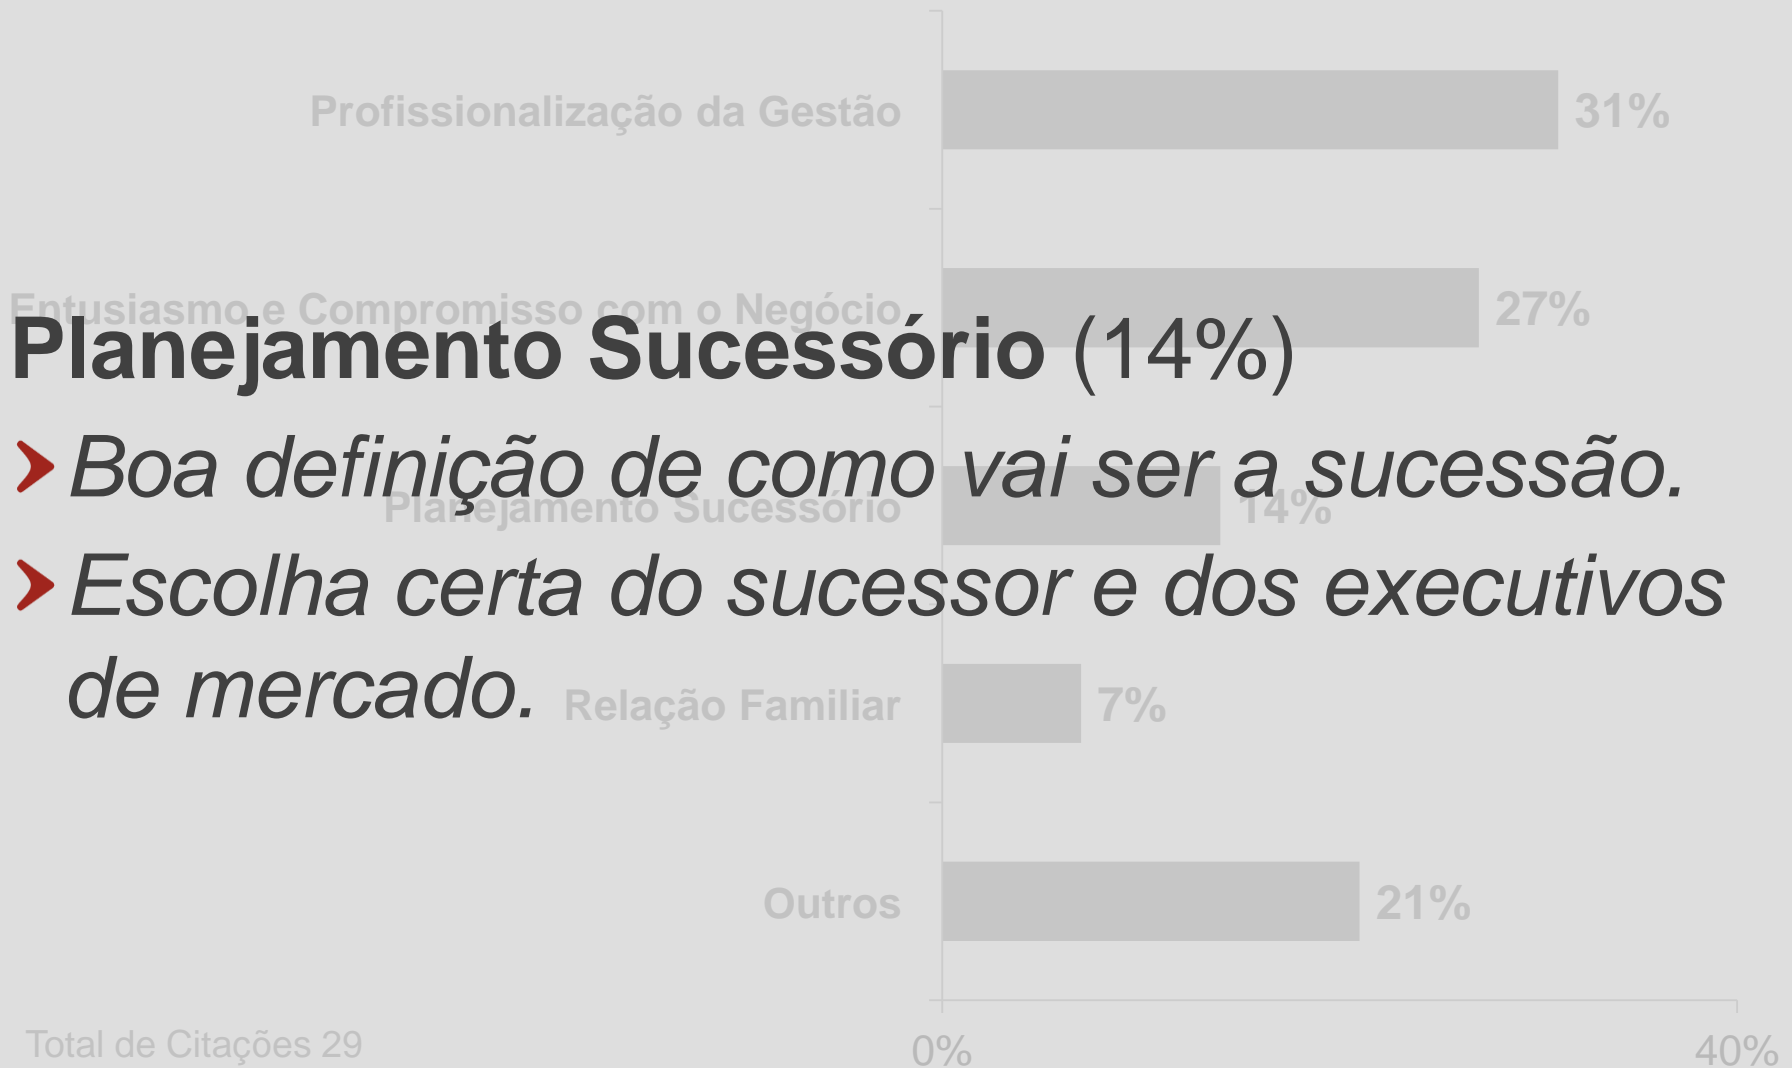 Profissionalização da Gestão 31%
Entusiasmo e Compromisso com o Negócio 27%
Planejamento Sucessório (14%)
Boa definição de como vai ser a sucessão.
Planejamento Sucessório 14%
Escolha certa do sucessor e dos executivos
de mercado.
Relação Familiar 7%
Outros 21%
Total de Citações 29
0% 40%